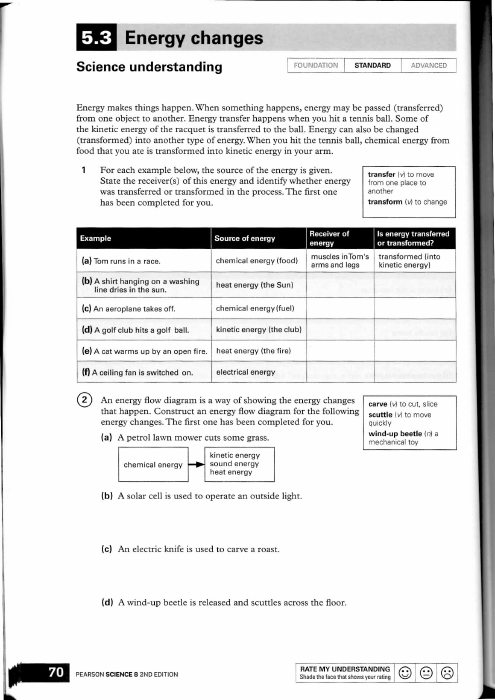 5.3 Energy changes
Science understanding
FOUNDATION STANDARD ADVANCED
Energy makes things happen. When something happens, energy may be passed (transferred)
from one object to another. Energy transfer happens when you hit a tennis ball. Some of
the kinetic energy of the racquet is transferred to the ball. Energy can also be changed
(transformed) into another type of energy. When you hit the tennis ball, chemical energy from
food that you ate is transformed into kinetic energy in your arm.
1 For each example below, the source of the energy is given.
State the receiver(s) of this energy and identify whether energy
was transferred or transformed in the process. The first one
has been completed for you.
transfer (v) to move
from one place to
another
transform (v) to change
Example
Source of energy
Receiver of
energy
Is energy transferred
or transformed?
(a) Tom runs in a race.
chemical energy (food)
muscles in Tom's
arms and legs
transformed (into
kinetic energy)
(b) A shirt hanging on a washing
line dries in the sun.
heat energy (the Sun)
(c) An aeroplane takes off.
chemical energy (fuel)
(d) A golf club hits a golf ball.
kinetic energy (the club)
(e) A cat warms up by an open fire.
heat energy (the fire)
(f) A ceiling fan is switched on.
electrical energy
2 An energy flow diagram is a way of showing the energy changes
that happen. Construct an energy flow diagram for the following
energy changes. The first one has been completed for you.
carve (v) to cut, slice
scuttle (v) to move
quickly
wind-up beetle (n) a
mechanical toy
(a) A petrol lawn mower cuts some grass.
chemical energy
kinetic energy
sound energy
heat energy
(b) A solar cell is used to operate an outside light.
(c) An electric knife is used to carve a roast.
(d) A wind-up beetle is released and scuttles across the floor.
70 PEARSON SCIENCE 8 2ND EDITION
RATE MY UNDERSTANDING
Shade the face that shows your rating